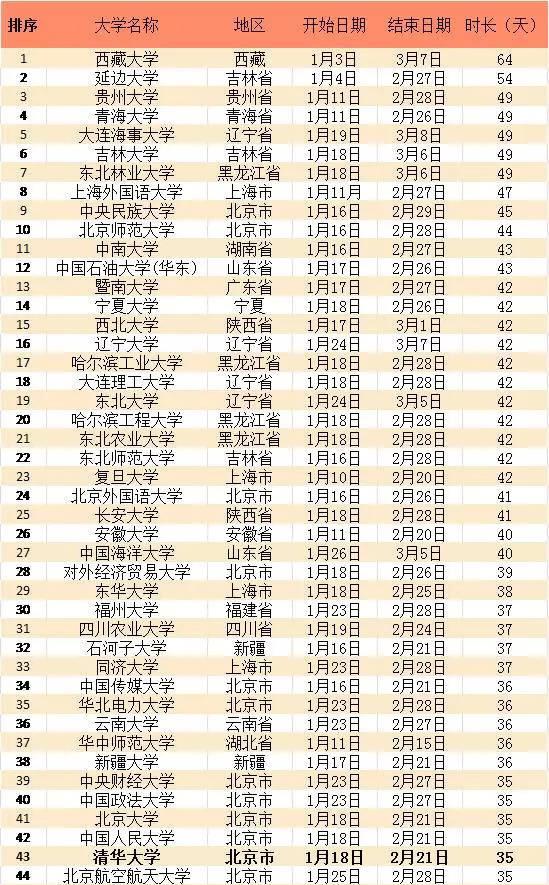 排序 大学名称 地区 开始日期 结束日期 时长（天）
1 西藏大学 西藏 1月3日 3月7日 64
2 延边大学 吉林省 1月4日 2月27日 54
3 贵州大学 贵州省 1月11日 2月28日 49
4 青海大学 青海省 1月11日 2月26日 49
5 大连海事大学 辽宁省 1月19日 3月8日 49
6 吉林大学 吉林省 1月18日 3月6日 49
7 东北林业大学 黑龙江省 1月18日 3月6日 49
8 上海外国语大学 上海市 1月11月 2月27日 47
9 中央民族大学 北京市 1月16日 2月29日 45
10 北京师范大学 北京市 1月16日 2月28日 44
11 中南大学 湖南省 1月16日 2月27日 43
12 中国石油大学(华东) 山东省 1月17日 2月26日 43
13 暨南大学 广东省 1月17日 2月27日 42
14 宁夏大学 宁夏 1月18日 2月26日 42
15 西北大学 陕西省 1月17日 3月1日 42
16 辽宁大学 辽宁省 1月24日 3月7日 42
17 哈尔滨工业大学 黑龙江省 1月18日 2月28日 42
18 大连理工大学 辽宁省 1月18日 2月28日 42
19 东北大学 辽宁省 1月24日 3月5日 42
20 哈尔滨工程大学 黑龙江省 1月18日 2月28日 42
21 东北农业大学 黑龙江省 1月18日 2月28日 42
22 东北师范大学 吉林省 1月18日 2月28日 42
23 复旦大学 上海市 1月10日 2月20日 42
24 北京外国语大学 北京市 1月16日 2月26日 41
25 长安大学 陕西省 1月18日 2月28日 41
26 安徽大学 安徽省 1月11日 2月20日 40
27 中国海洋大学 山东省 1月26日 3月5日 40
28 对外经济贸易大学 北京市 1月18日 2月26日 39
29 东华大学 上海市 1月18日 2月25日 38
30 福州大学 福建省 1月23日 2月28日 37
31 四川农业大学 四川省 1月19日 2月24日 37
32 石河子大学 新疆 1月16日 2月21日 37
33 同济大学 上海市 1月23日 2月28日 37
34 中国传媒大学 北京市 1月16日 2月21日 36
35 华北电力大学 北京市 1月23日 2月28日 36
36 云南大学 云南省 1月23日 2月27日 36
37 华中师范大学 湖北省 1月11日 2月15日 36
38 新疆大学 新疆 1月17日 2月21日 36
39 中央财经大学 北京市 1月23日 2月27日 35
40 中国政法大学 北京市 1月23日 2月27日 35
41 北京大学 北京市 1月18日 2月21日 35
42 中国人民大学 北京市 1月18日 2月21日 35
43 清华大学 北京市 1月18日 2月21日 35
44 北京航空航天大学 北京市 1月25日 2月28日 35